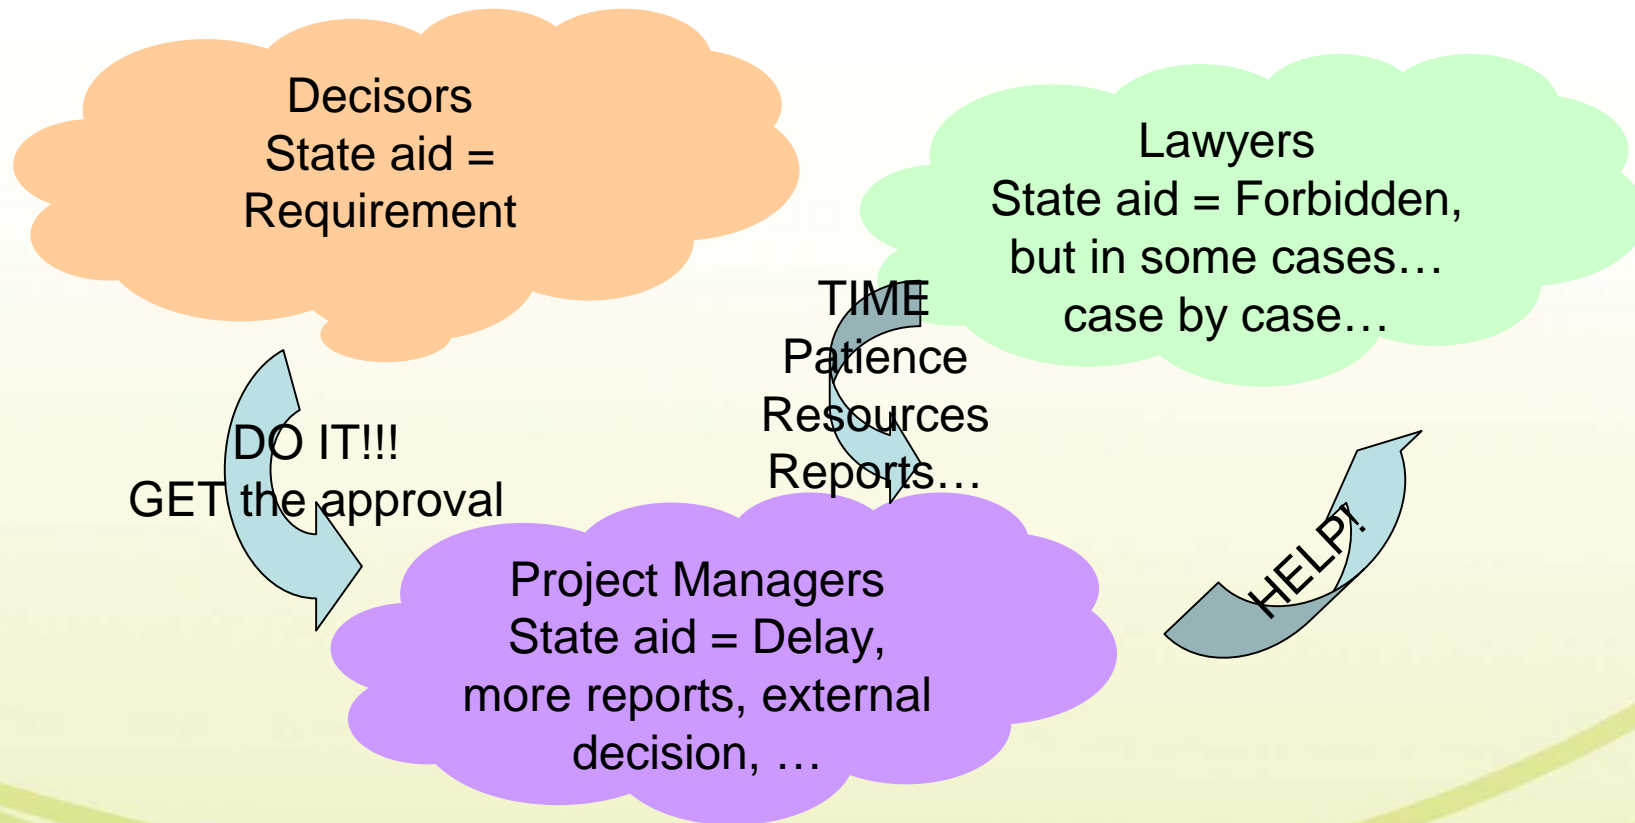 Decisors
State aid =
Requirement
Lawyers
State aid = Forbidden,
but in some cases…
case by case…
TIME
Patience
Resources
Reports…
DO IT!!!
GET the approval
HELP!
Project Managers
State aid = Delay,
more reports, external
decision, …